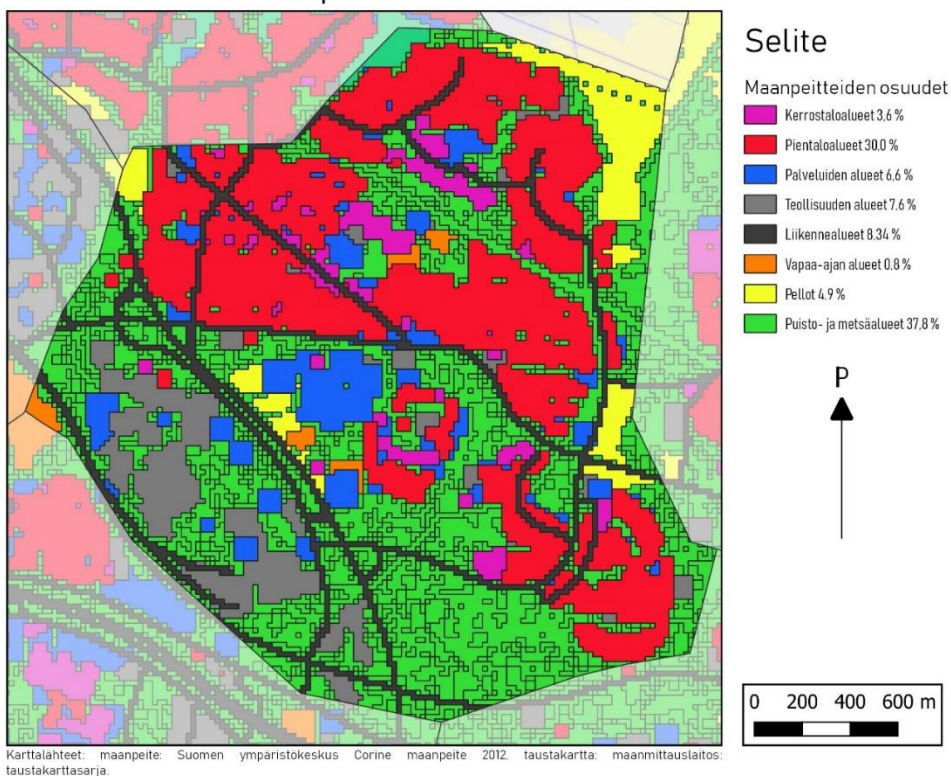 Selite
Maanpeitteiden osuudet
Kerrostaloalueet 3,6 %
Pientaloalueet 30,0 %
Palveluiden alueet 6,6 %
Teollisuuden alueet 7,6 %
Liikennealueet 8,34 %
Vapaa-ajan alueet 0,8 %
Pellot 4,9 %
Puisto- ja metsäalueet 37,8 %
P
0 200 400 600 m
Karttalähteet: maanpeite: Suomen ympäristökeskus Corine maanpeite 2012, taustakartta: maanmittauslaitos:
taustakarttasarja.